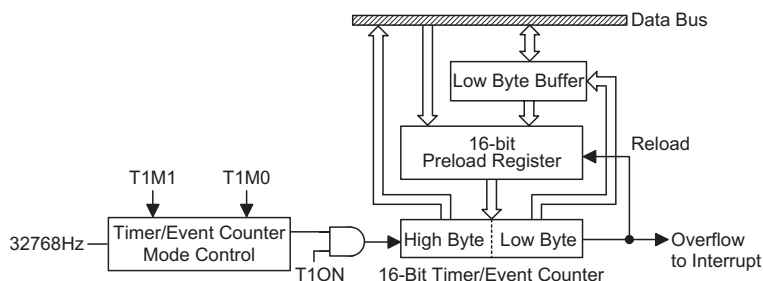 Data Bus
Low Byte Buffer
16-bit
Preload Register
Reload
T1M1
T1M0
32768Hz
Timer/Event Counter
Mode Control
T1ON
High Byte
Low Byte
16-Bit Timer/Event Counter
Overflow
to Interrupt